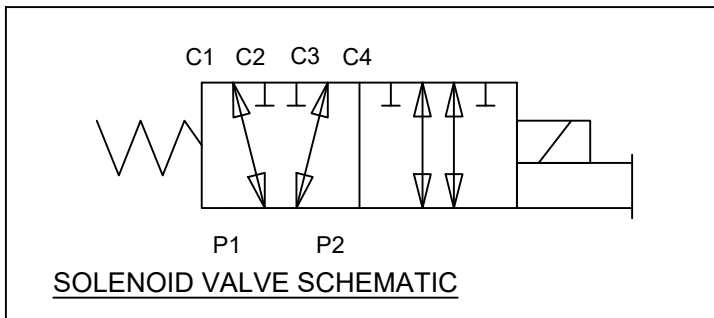 C1 C2 C3 C4
P1 P2
SOLENOID VALVE SCHEMATIC